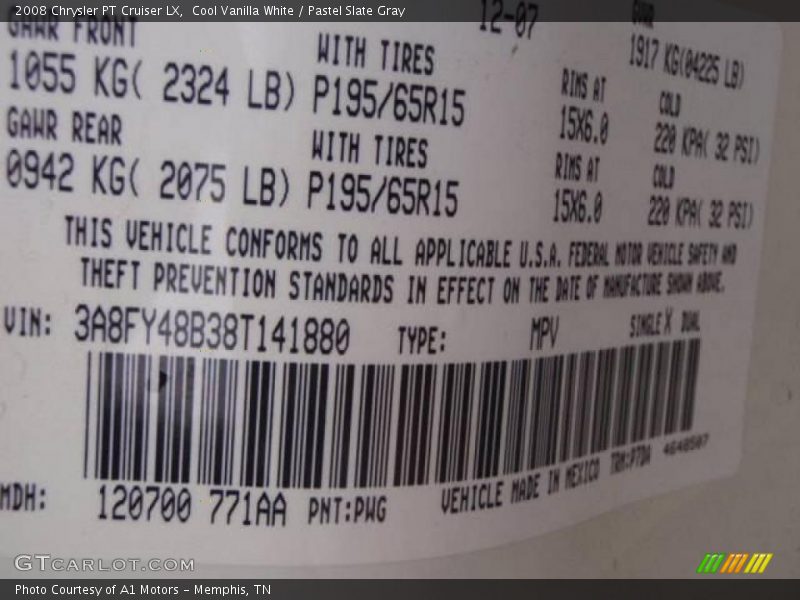 2008 Chrysler PT Cruiser LX, Cool Vanilla White / Pastel Slate Gray
12-07 GVWR
GAWR FRONT WITH TIRES RIMS AT COLD 1917 KG(04225 LB)
1055 KG( 2324 LB) P195/65R15 15X6.0 220 KPA( 32 PSI)
GAWR REAR WITH TIRES RIMS AT COLD
0942 KG( 2075 LB) P195/65R15 15X6.0 220 KPA( 32 PSI)
THIS VEHICLE CONFORMS TO ALL APPLICABLE U.S.A. FEDERAL MOTOR VEHICLE SAFETY AND
THEFT PREVENTION STANDARDS IN EFFECT ON THE DATE OF MANUFACTURE SHOWN ABOVE.
VIN: 3A8FY48B38T141880 TYPE: MPV SINGLE X DUAL
MDH: 120700 771AA PNT:PWG VEHICLE MADE IN MEXICO TRM:P7DA 4648507
GTCARLOT.COM
Photo Courtesy of A1 Motors - Memphis, TN